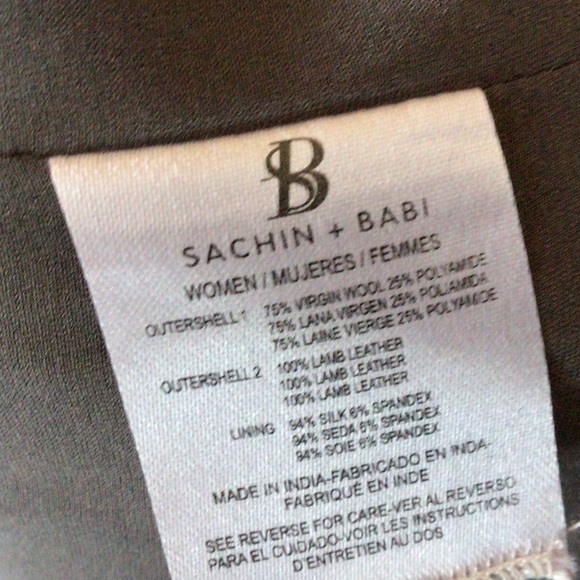 SB
SACHIN + BABI
WOMEN / MUJERES / FEMMES
OUTERSHELL 1 75% VIRGIN WOOL 25% POLYAMIDE
75% LANA VIRGEN 25% POLIAMIDA
75% LAINE VIERGE 25% POLYAMIDE
OUTERSHELL 2 100% LAMB LEATHER
100% LAMB LEATHER
100% LAMB LEATHER
LINING 94% SILK 6% SPANDEX
94% SEDA 6% SPANDEX
94% SOIE 6% SPANDEX
MADE IN INDIA-FABRICADO EN INDA-
FABRIQUÉ EN INDE
SEE REVERSE FOR CARE-VER AL REVERSO
PARA EL CUIDADO-VOIR LES INSTRUCTIONS
D'ENTRETIEN AU DOS